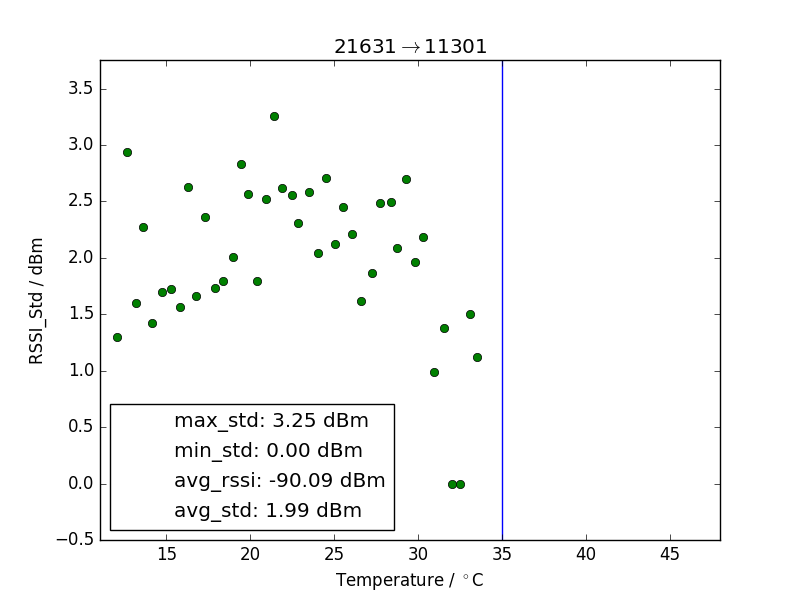 21631→11301
3.5
3.0
2.5
2.0
1.5
1.0
0.5
0.0
−0.5
RSSI_Std / dBm
max_std: 3.25 dBm
min_std: 0.00 dBm
avg_rssi: -90.09 dBm
avg_std: 1.99 dBm
15 20 25 30 35 40 45
Temperature / °C